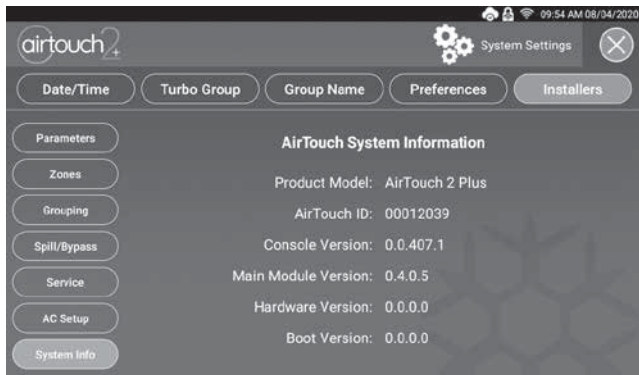 09:54 AM 08/04/2020
airtouch 2+
System Settings
Date/Time
Turbo Group
Group Name
Preferences
Installers
Parameters
Zones
Grouping
Spill/Bypass
Service
AC Setup
System Info
AirTouch System Information
Product Model: AirTouch 2 Plus
AirTouch ID: 00012039
Console Version: 0.0.407.1
Main Module Version: 0.4.0.5
Hardware Version: 0.0.0.0
Boot Version: 0.0.0.0